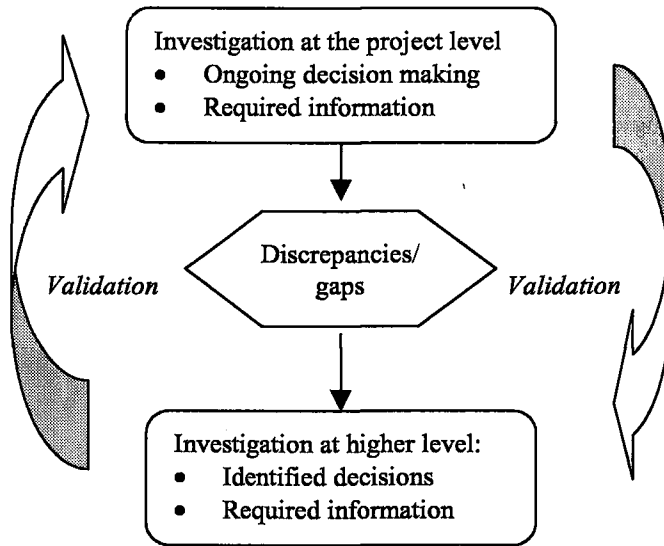 Investigation at the project level
• Ongoing decision making
• Required information
Discrepancies/
gaps
Validation
Validation
Investigation at higher level:
• Identified decisions
• Required information